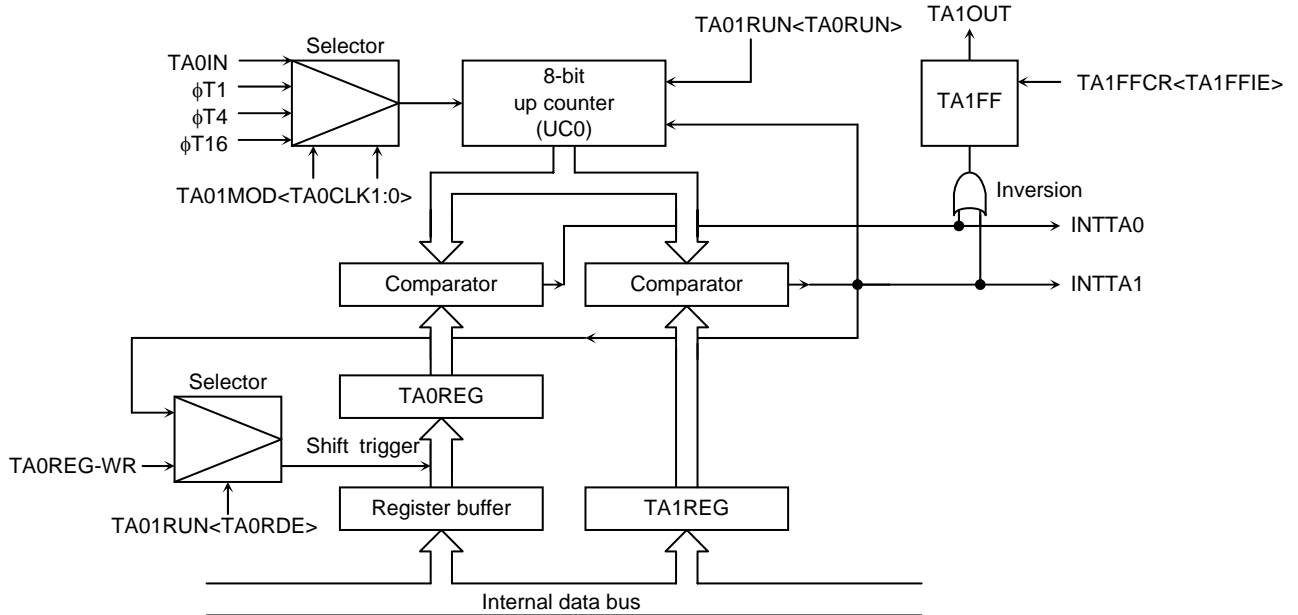 TA1OUT
TA01RUN<TA0RUN>
Selector
TA0IN
ϕT1
ϕT4
ϕT16
8-bit
up counter
(UC0)
TA1FF
TA1FFCR<TA1FFIE>
TA01MOD<TA0CLK1:0>
Inversion
INTTA0
Comparator
Comparator
INTTA1
Selector
TA0REG
Shift trigger
TA0REG-WR
Register buffer
TA1REG
TA01RUN<TA0RDE>
Internal data bus